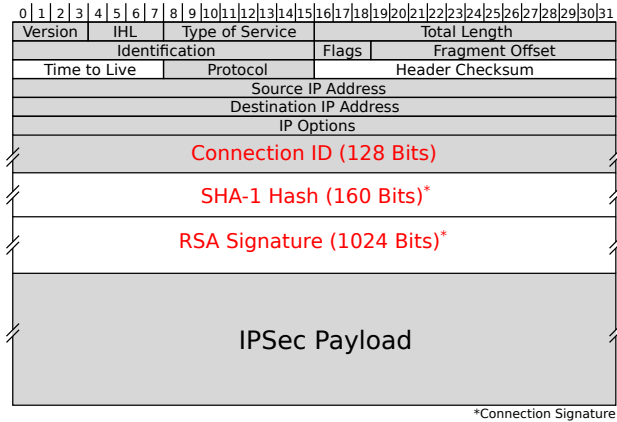 0 1 2 3 4 5 6 7 8 9 10 11 12 13 14 15 16 17 18 19 20 21 22 23 24 25 26 27 28 29 30 31
Version IHL Type of Service Total Length
Identification Flags Fragment Offset
Time to Live Protocol Header Checksum
Source IP Address
Destination IP Address
IP Options
Connection ID (128 Bits)
SHA-1 Hash (160 Bits)*
RSA Signature (1024 Bits)*
IPSec Payload
*Connection Signature